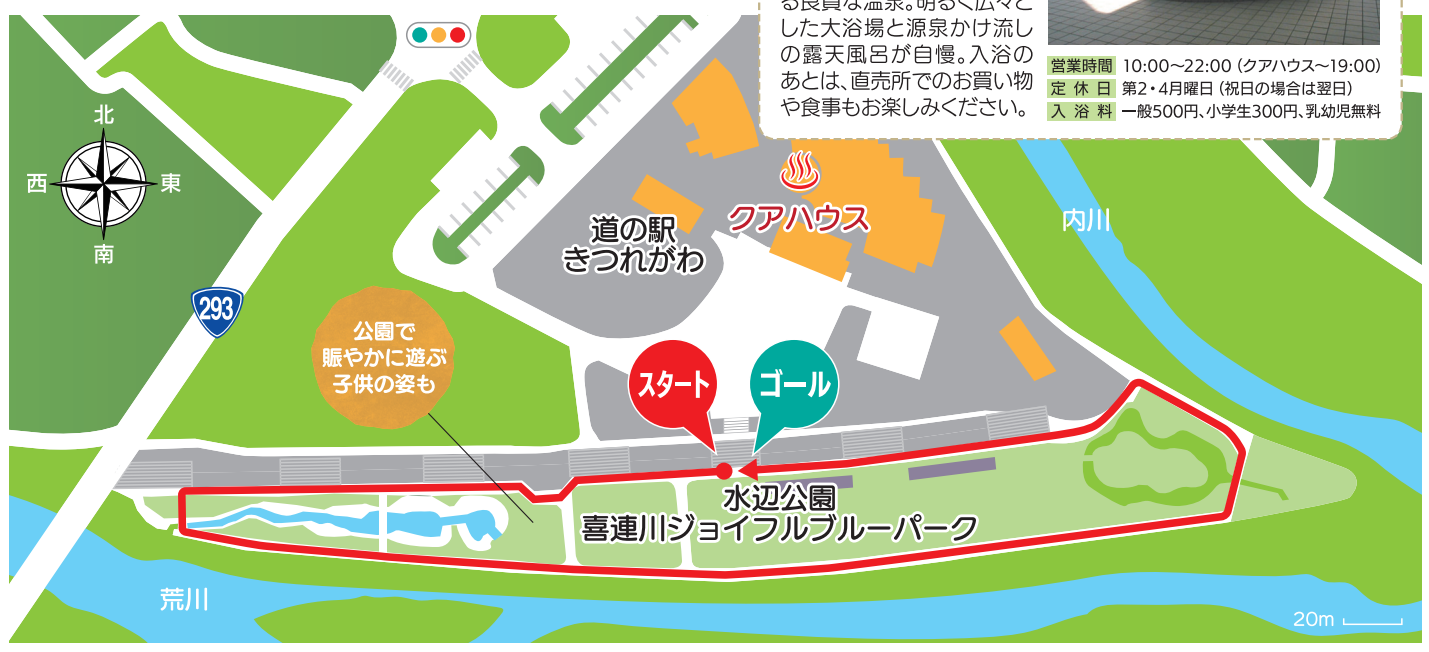 る良質な温泉。明るく広々と
した大浴場と源泉かけ流し
の露天風呂が自慢。入浴の
あとは、直売所でのお買い物
や食事もお楽しみください。
営業時間 10:00～22:00（クアハウス～19:00）
定休日 第2・4月曜日（祝日の場合は翌日）
入浴料 一般500円、小学生300円、乳幼児無料
北
西
東
南
293
道の駅
きつれがわ
クアハウス
内川
公園で
賑やかに遊ぶ
子供の姿も
スタート
ゴール
水辺公園
喜連川ジョイフルブルーパーク
荒川
20m